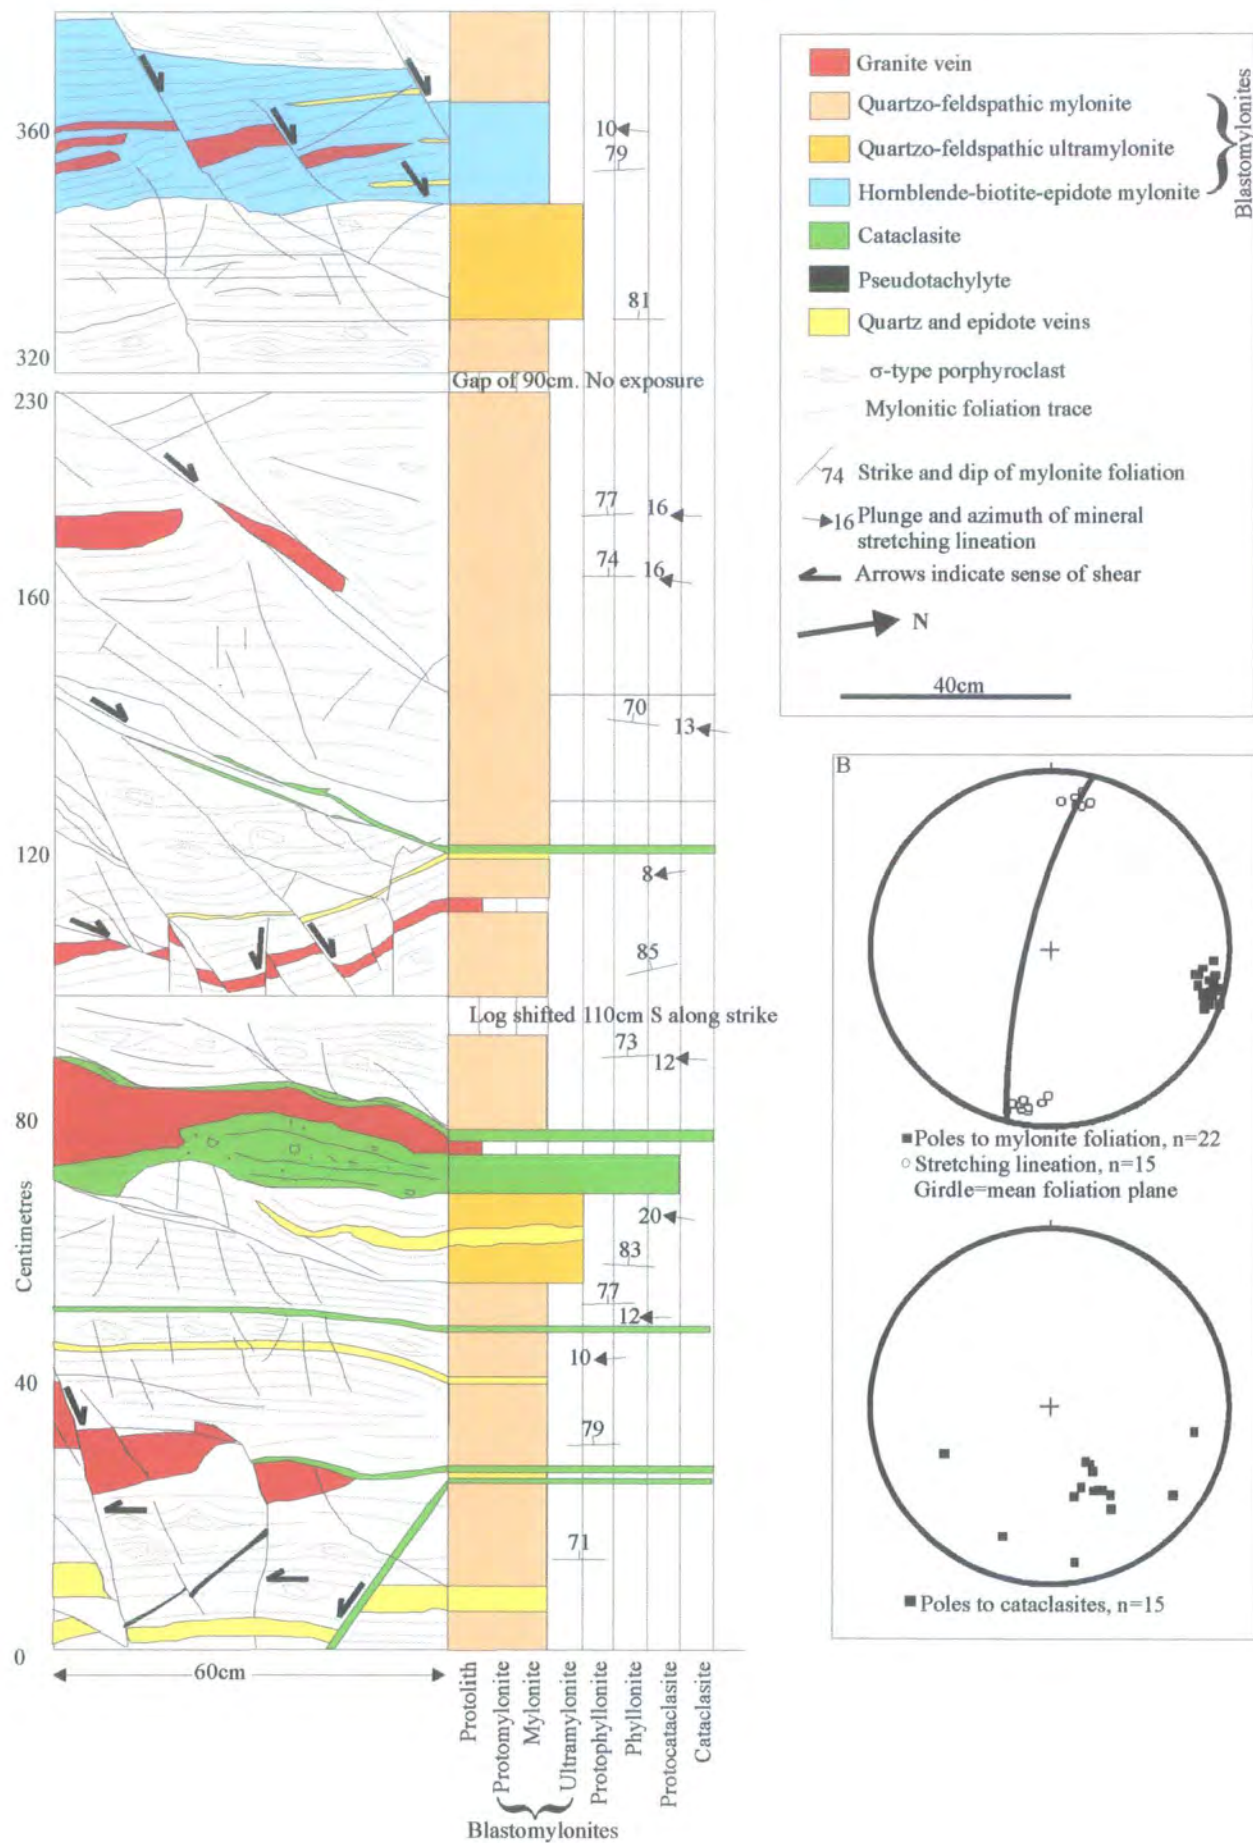 360
320
230
160
120
80
40
0
Centimetres
60cm
10
79
81
Gap of 90cm. No exposure
77
16
74
16
70
13
8
85
Log shifted 110cm S along strike
73
12
20
83
77
12
10
79
71
Protolith
Protomylonite
Mylonite
Ultramylonite
Protophyllonite
Phyllonite
Protocataclasite
Cataclasite
Blastomylonites
Granite vein
Quartzo-feldspathic mylonite
Quartzo-feldspathic ultramylonite
Hornblende-biotite-epidote mylonite
Blastomylonites
Cataclasite
Pseudotachylyte
Quartz and epidote veins
σ-type porphyroclast
Mylonitic foliation trace
74 Strike and dip of mylonite foliation
16 Plunge and azimuth of mineral
stretching lineation
Arrows indicate sense of shear
N
40cm
B
Poles to mylonite foliation, n=22
Stretching lineation, n=15
Girdle=mean foliation plane
Poles to cataclasites, n=15